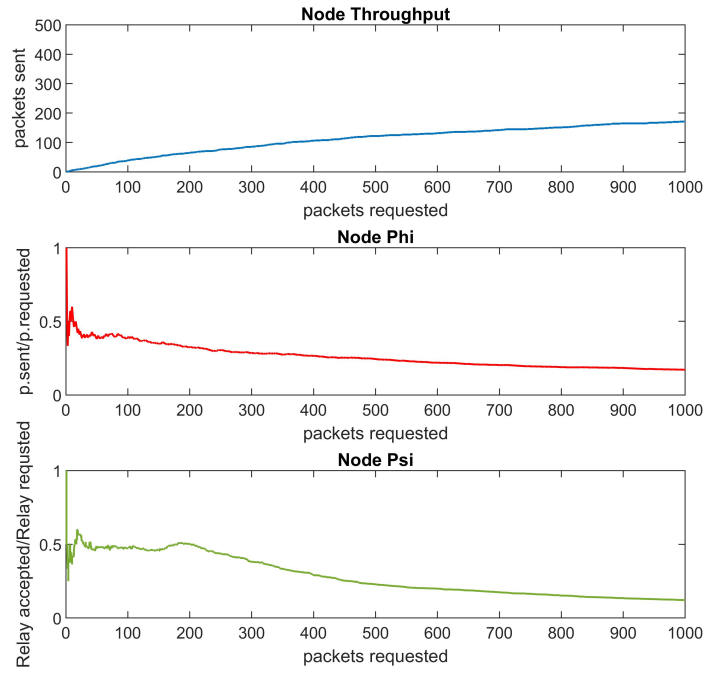 Node Throughput
500
400
300
200
100
0
packets sent
0 100 200 300 400 500 600 700 800 900 1000
packets requested
Node Phi
1
0.5
0
p.sent/p.requested
0 100 200 300 400 500 600 700 800 900 1000
packets requested
Node Psi
1
0.5
0
Relay accepted/Relay requsted
0 100 200 300 400 500 600 700 800 900 1000
packets requested